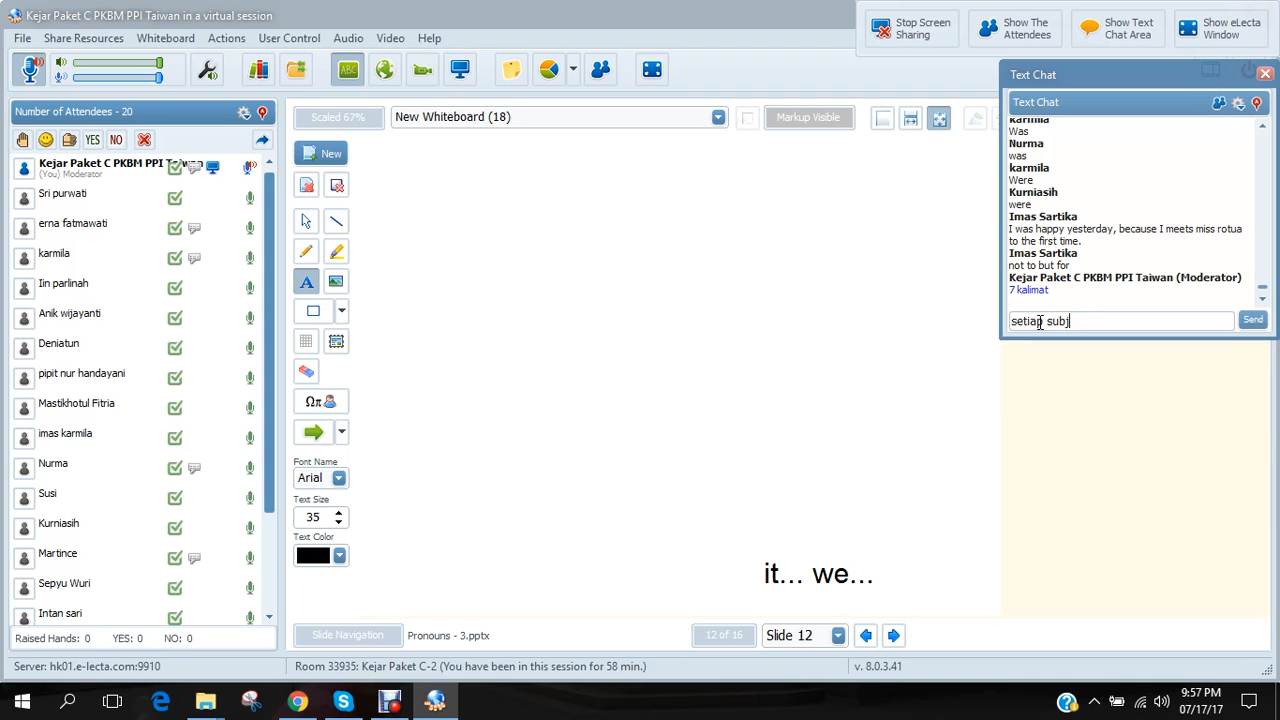 Kejar Paket C PKBM PPI Taiwan in a virtual session
File Share Resources Whiteboard Actions User Control Audio Video Help
Stop Screen
Sharing
Show The
Attendees
Show Text
Chat Area
Show eLecta
Window
ABC
Number of Attendees - 20
YES
NO
Kejar Paket C PKBM PPI Taiwan
(You) Moderator
Sri purwati
erna fatmawati
karmila
Iin parlinah
Anik wijayanti
Deniatun
pipit nur handayani
Mastikhotul Fitria
imas karmila
Nurma
Susi
Kurniasih
Martince
Sepyu Wuri
Intan sari
Raised Hands: 0 YES: 0 NO: 0
Scaled 67%
New Whiteboard (18)
Markup Visible
New
A
Ωπ
Font Name
Arial
Text Size
35
Text Color
it... we...
Text Chat
Text Chat
karmila
Was
Nurma
was
karmila
Were
Kurniasih
were
Imas Sartika
I was happy yesterday, because I meets miss rotua
to the first time.
Imas Sartika
not to but for
Kejar Paket C PKBM PPI Taiwan (Moderator)
7 kalimat
setiap subj
Send
Slide Navigation
Pronouns - 3.pptx
12 of 16
Slide 12
Server: hk01.e-lecta.com:9910
Room 33935: Kejar Paket C-2 (You have been in this session for 58 min.)
v. 8.0.3.41
9:57 PM
07/17/17